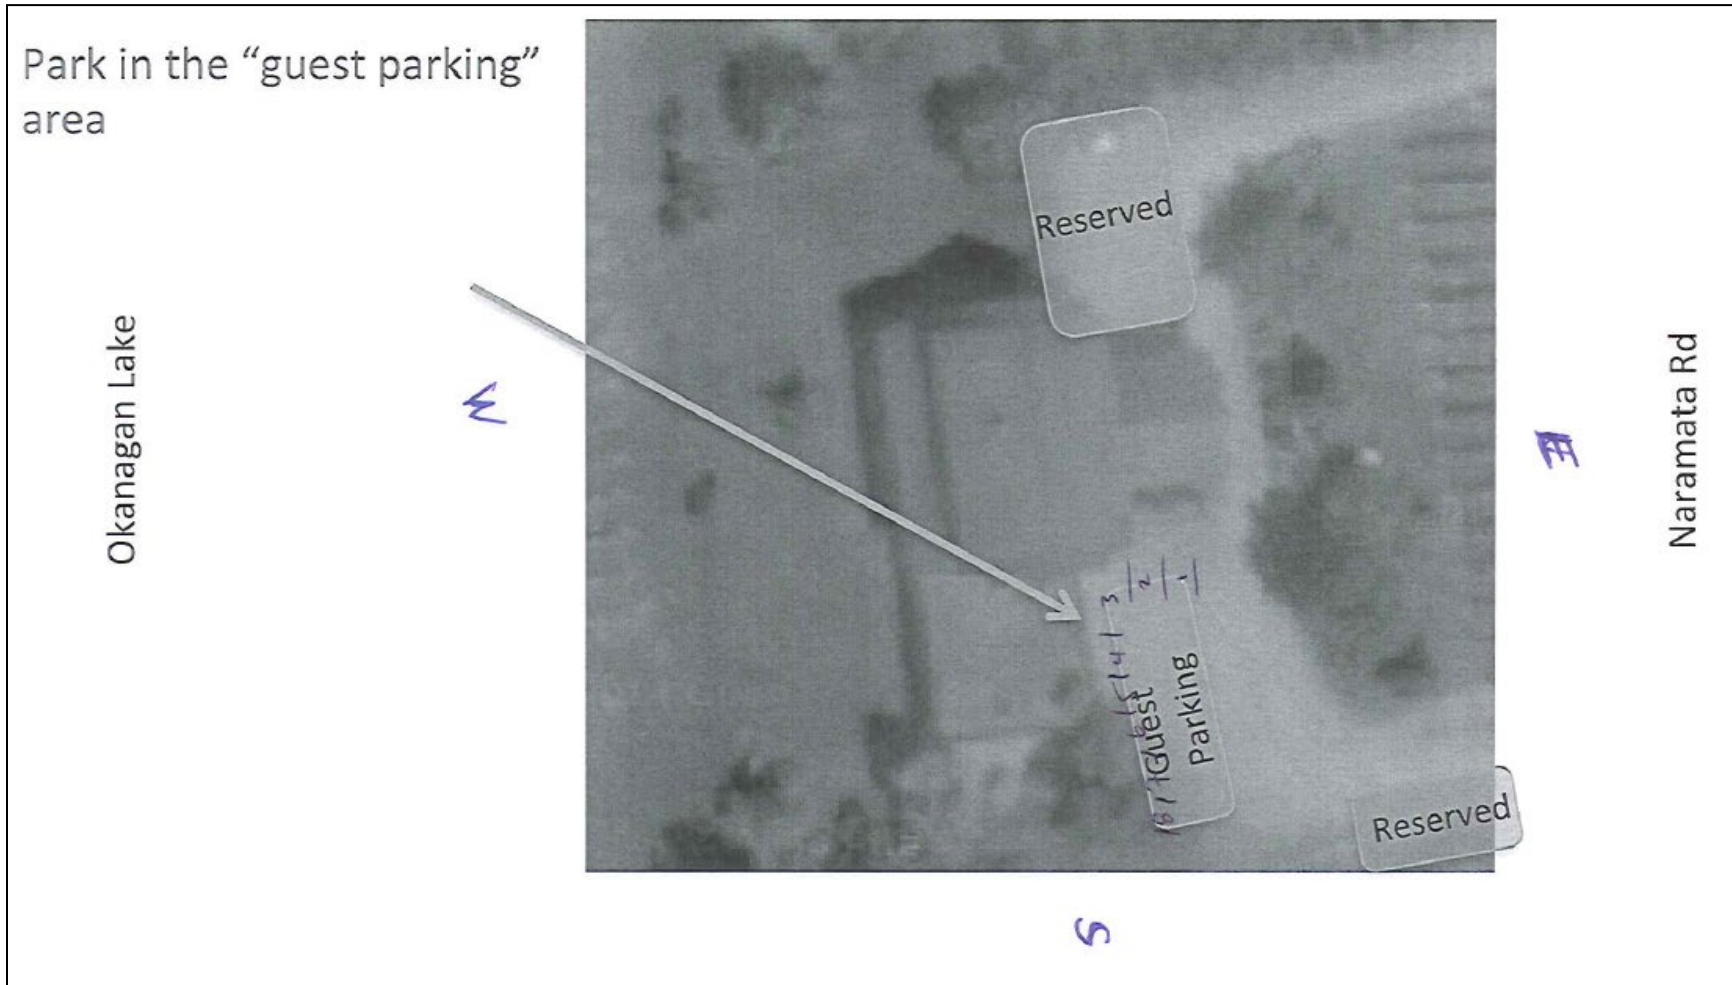 Park in the “guest parking”
area
Reserved
Okanagan Lake
W
E
Naramata Rd
3 / 2 / 1 /
/ 4 /
Guest
Parking
Reserved
S